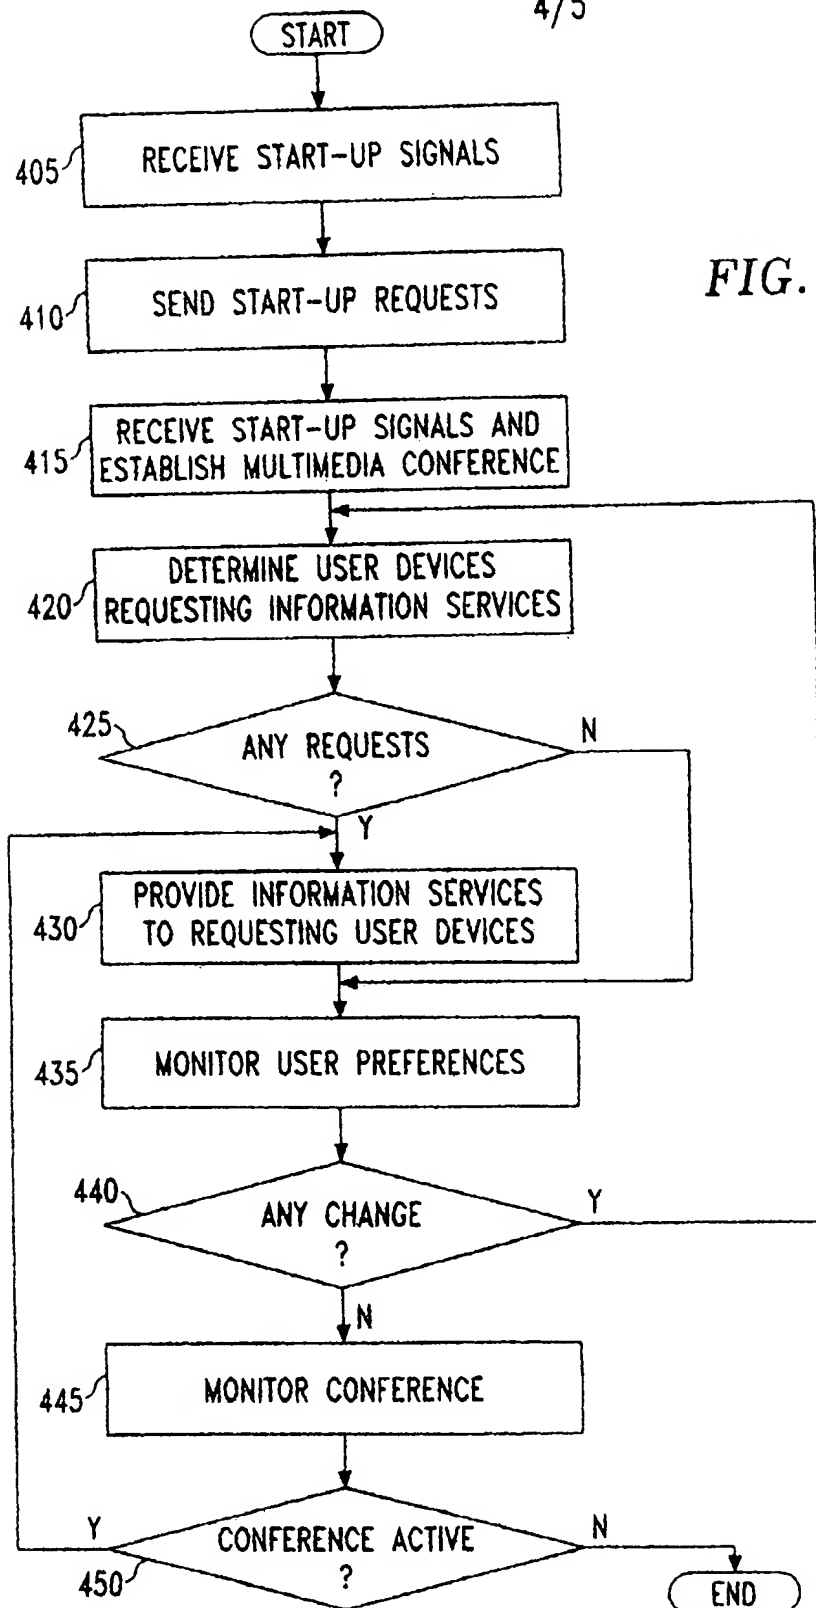 4/5
START
RECEIVE START-UP SIGNALS
405
SEND START-UP REQUESTS
410
FIG.
RECEIVE START-UP SIGNALS AND
ESTABLISH MULTIMEDIA CONFERENCE
415
DETERMINE USER DEVICES
REQUESTING INFORMATION SERVICES
420
425
ANY REQUESTS
?
N
Y
PROVIDE INFORMATION SERVICES
TO REQUESTING USER DEVICES
430
MONITOR USER PREFERENCES
435
440
ANY CHANGE
?
Y
N
MONITOR CONFERENCE
445
Y
CONFERENCE ACTIVE
?
N
450
END